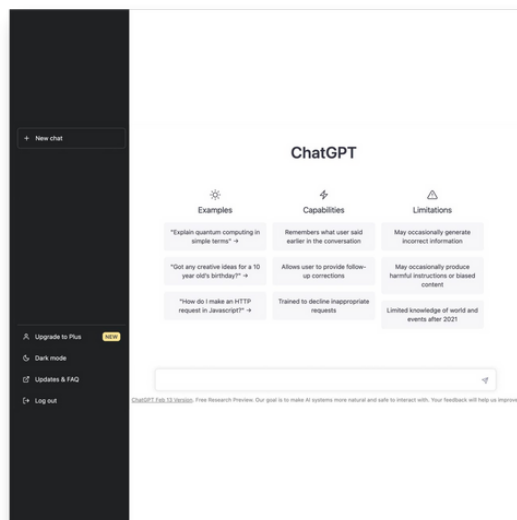 + New chat
Upgrade to Plus NEW
Dark mode
Updates & FAQ
Log out
ChatGPT
Examples
"Explain quantum computing in
simple terms" →
"Got any creative ideas for a 10
year old's birthday?" →
"How do I make an HTTP
request in Javascript?" →
Capabilities
Remembers what user said
earlier in the conversation
Allows user to provide follow-
up corrections
Trained to decline inappropriate
requests
Limitations
May occasionally generate
incorrect information
May occasionally produce
harmful instructions or biased
content
Limited knowledge of world and
events after 2021
ChatGPT Feb 13 Version. Free Research Preview. Our goal is to make AI systems more natural and safe to interact with. Your feedback will help us improve